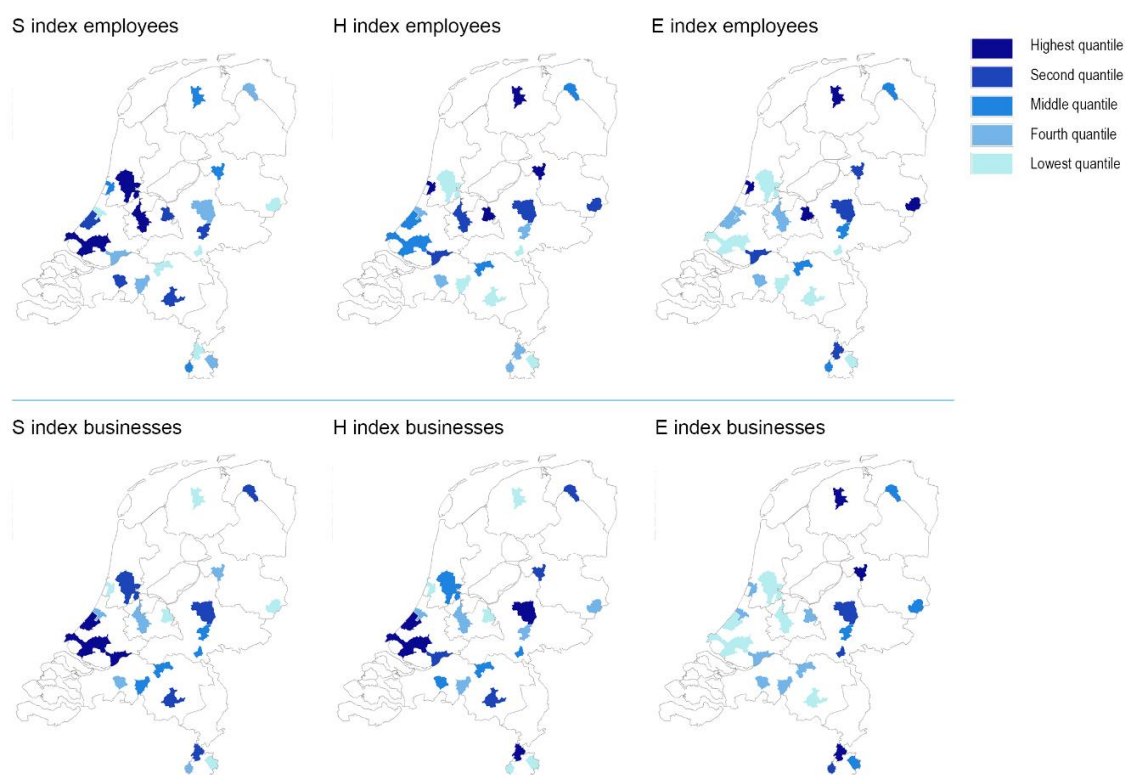 S index employees
H index employees
E index employees
Highest quantile
Second quantile
Middle quantile
Fourth quantile
Lowest quantile
S index businesses
H index businesses
E index businesses